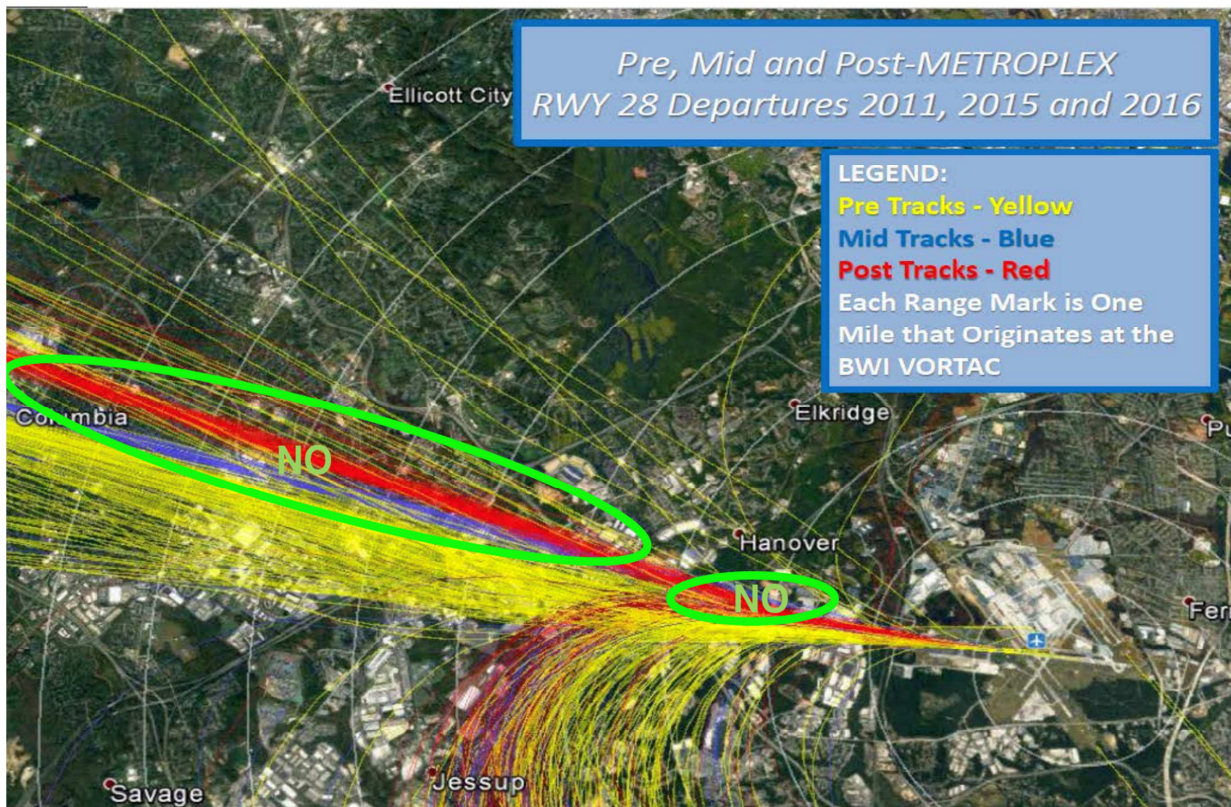 Pre, Mid and Post-METROPLEX
RWY 28 Departures 2011, 2015 and 2016
Ellicott City
LEGEND:
Pre Tracks - Yellow
Mid Tracks - Blue
Post Tracks - Red
Each Range Mark is One
Mile that Originates at the
BWI VORTAC
Columbia
Elkridge
NO
Hanover
NO
Jessup
Savage